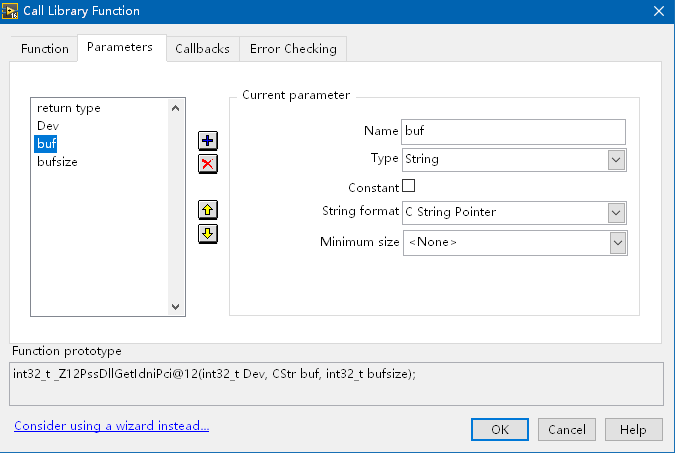 Call Library Function
Function Parameters Callbacks Error Checking
return type
Dev
buf
bufsize
Current parameter
Name buf
Type String
Constant
String format C String Pointer
Minimum size <None>
Function prototype
int32_t _Z12PssDllGetIdniPci@12(int32_t Dev, CStr buf, int32_t bufsize);
Consider using a wizard instead...
OK Cancel Help